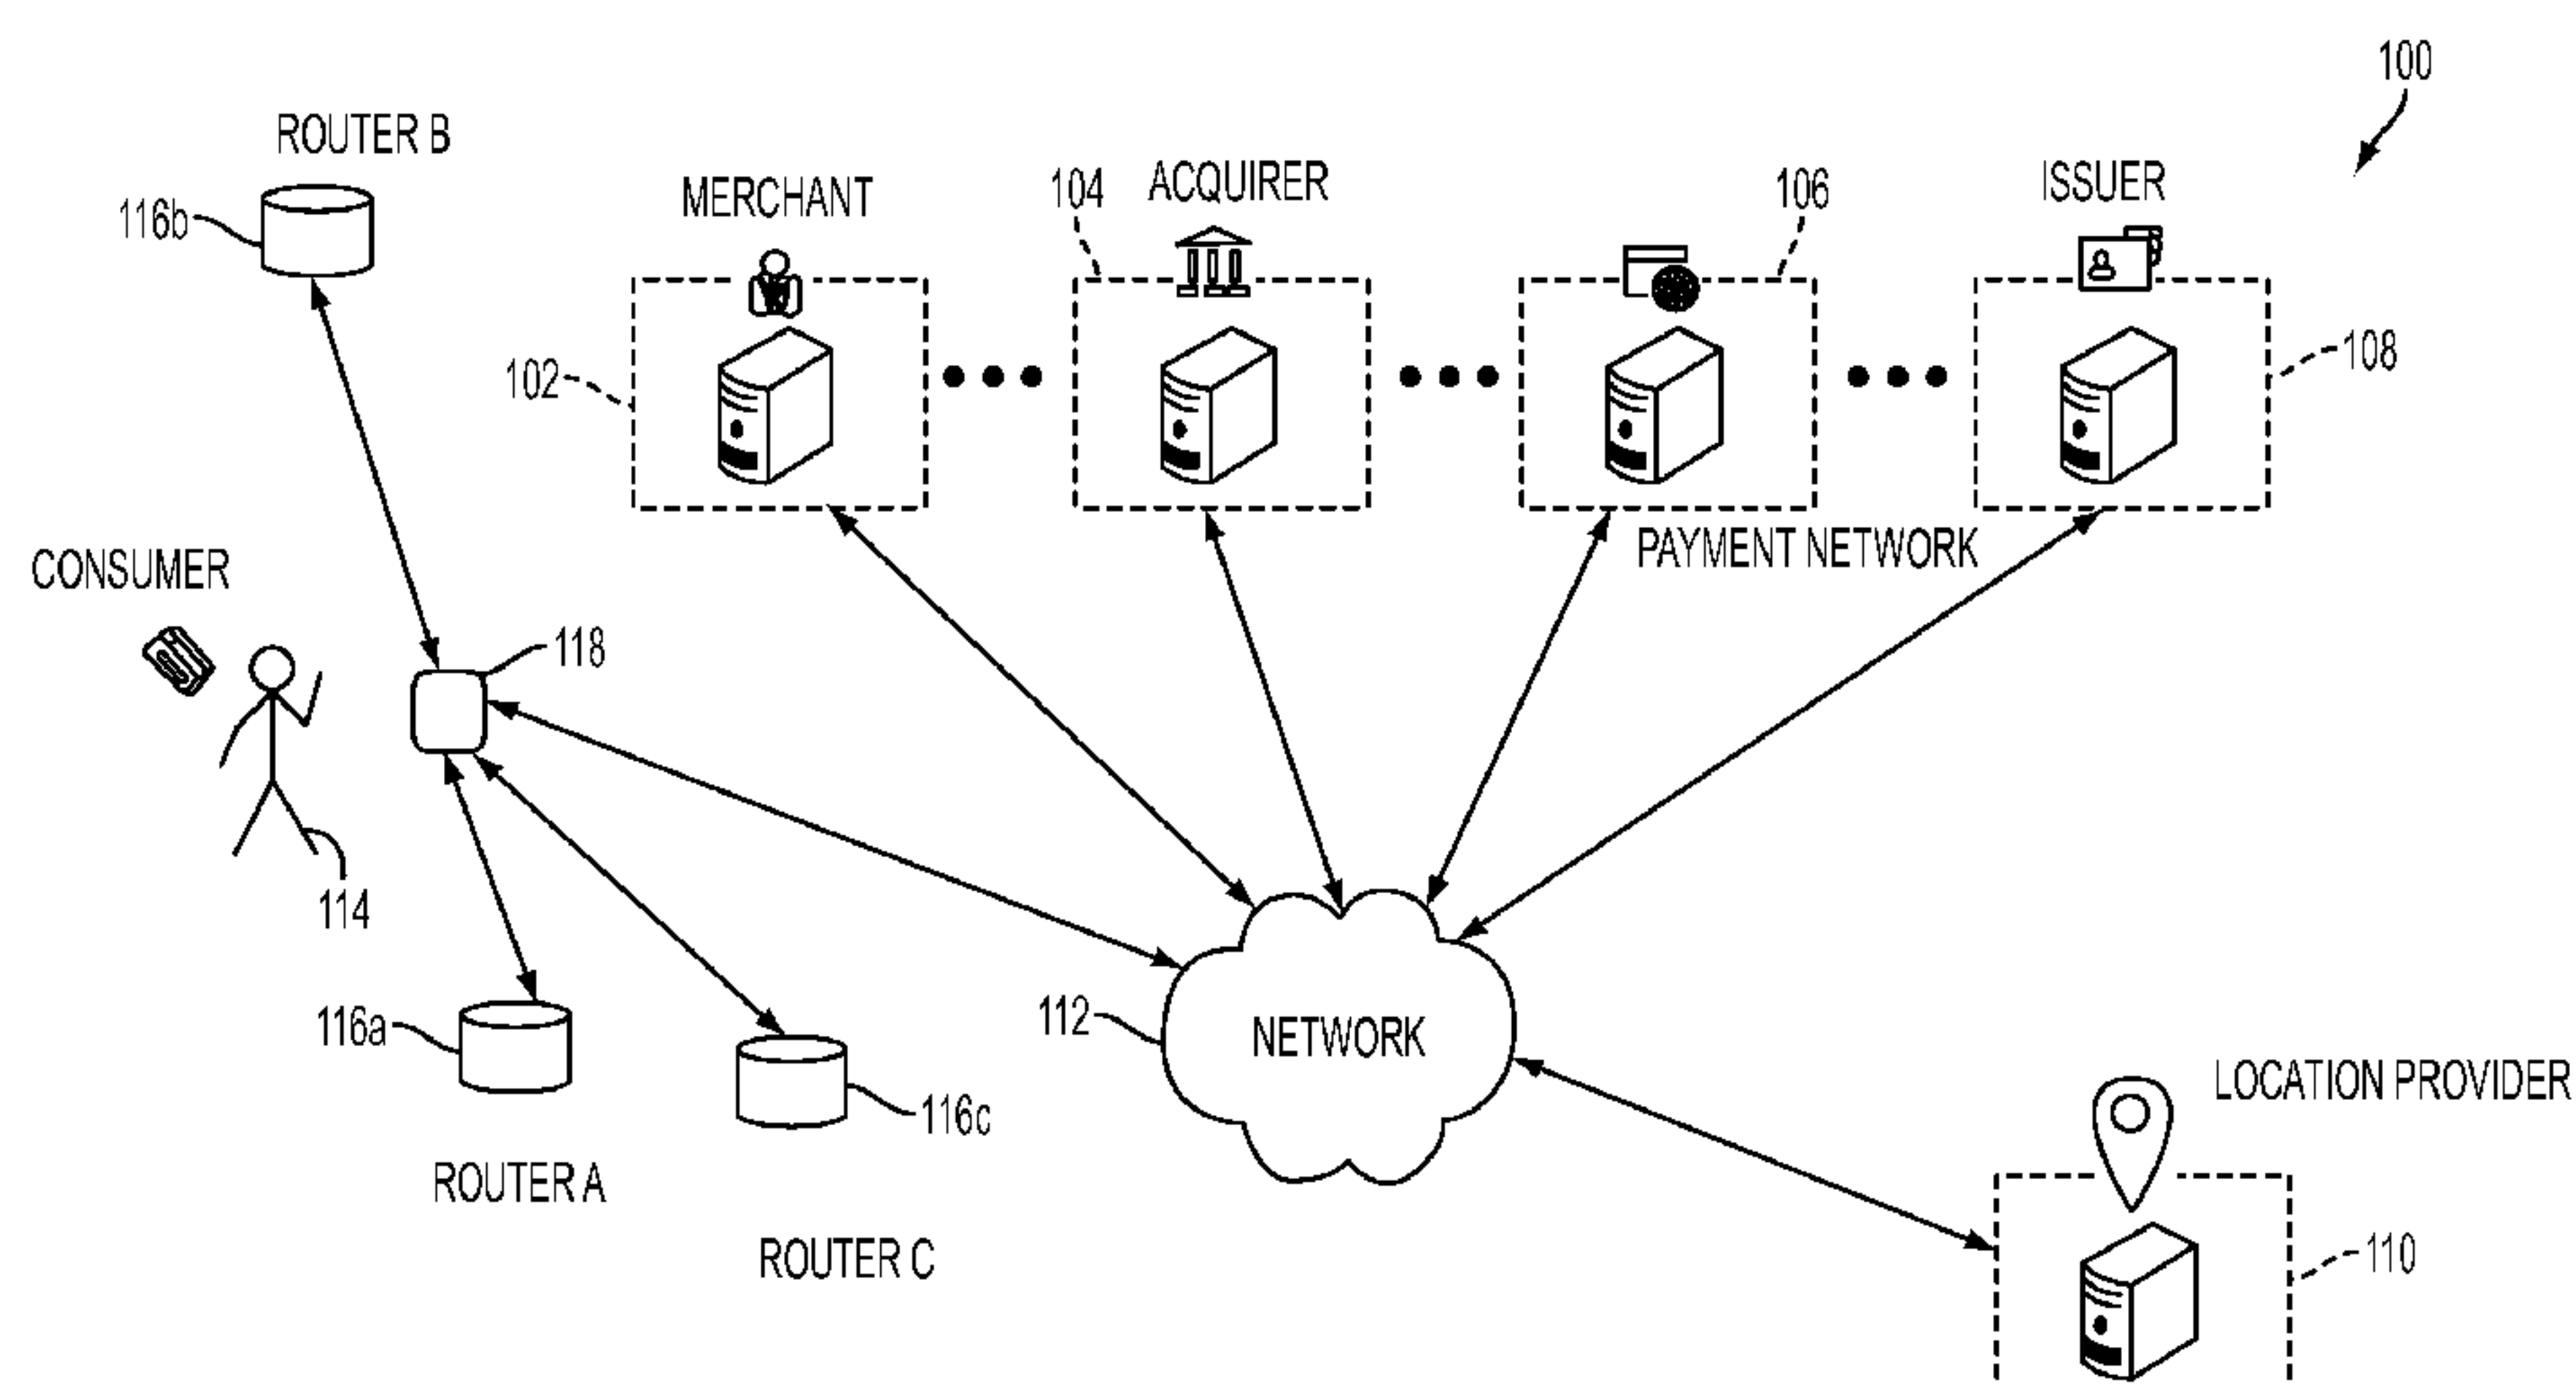 100
ROUTER B
116b
MERCHANT
104
ACQUIRER
106
ISSUER
102
108
PAYMENT NETWORK
CONSUMER
118
114
116a
112
NETWORK
116c
LOCATION PROVIDER
ROUTER A
ROUTER C
110